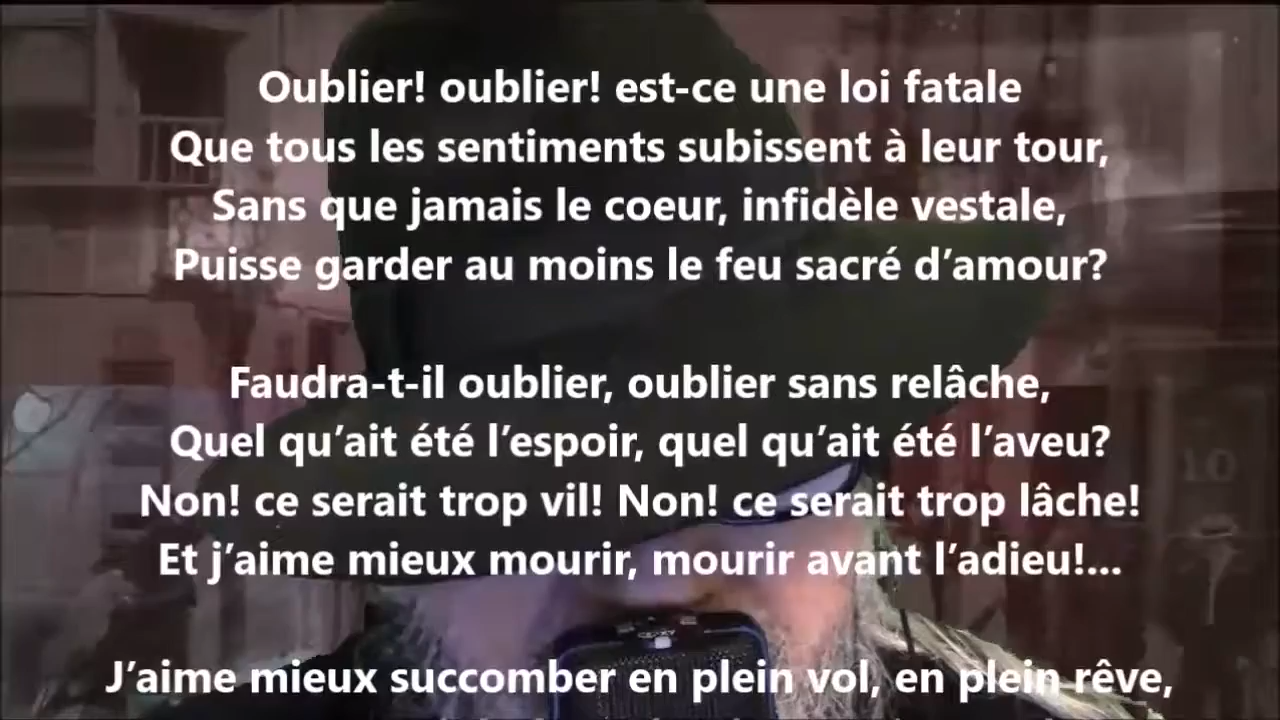 Oublier! oublier! est-ce une loi fatale
Que tous les sentiments subissent à leur tour,
Sans que jamais le coeur, infidèle vestale,
Puisse garder au moins le feu sacré d’amour?
Faudra-t-il oublier, oublier sans relâche,
Quel qu’ait été l’espoir, quel qu’ait été l’aveu?
Non! ce serait trop vil! Non! ce serait trop lâche!
Et j’aime mieux mourir, mourir avant l’adieu!...
J’aime mieux succomber en plein vol, en plein rêve,
10